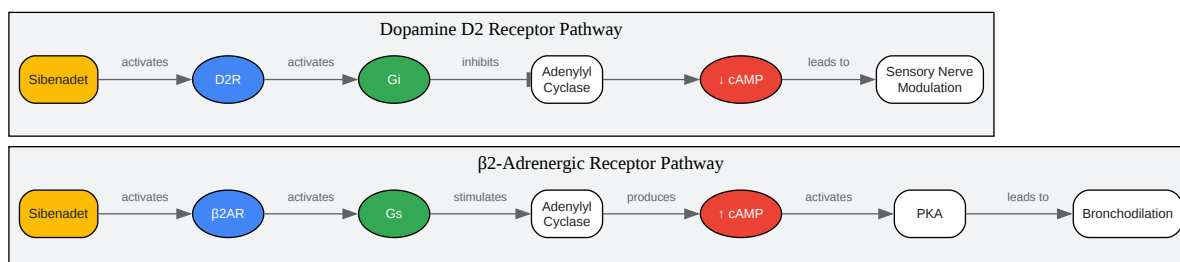 Dopamine D2 Receptor Pathway
Sibenadet
activates
D2R
activates
Gi
inhibits
Adenylyl
Cyclase
↓ cAMP
leads to
Sensory Nerve
Modulation
β2-Adrenergic Receptor Pathway
Sibenadet
activates
β2AR
activates
Gs
stimulates
Adenylyl
Cyclase
produces
↑ cAMP
activates
PKA
leads to
Bronchodilation